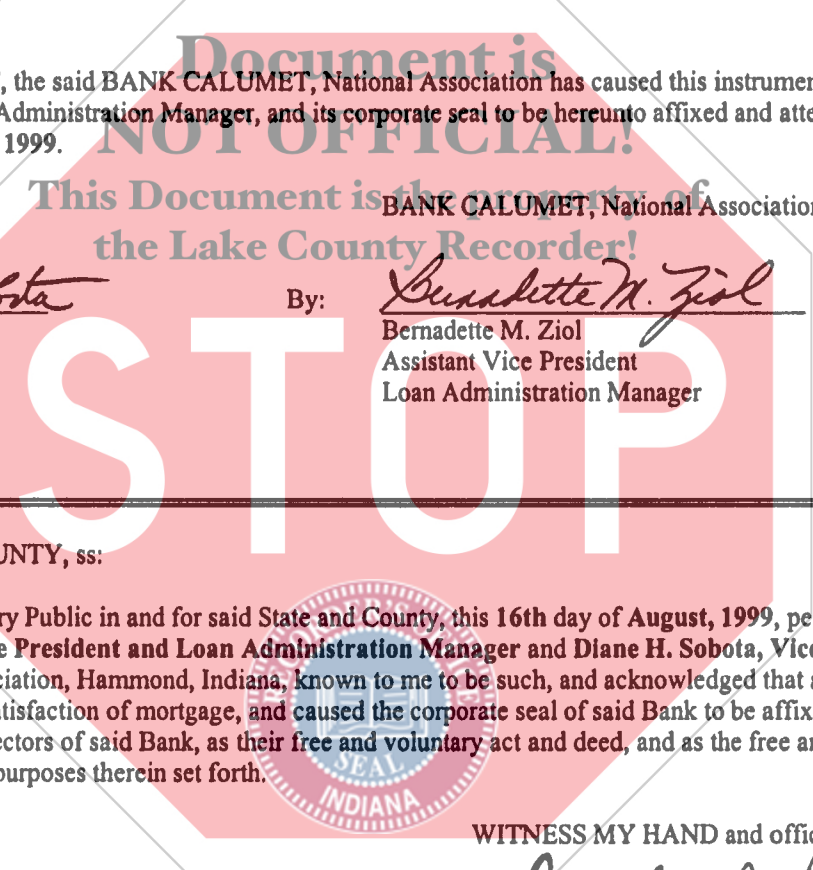 Document is
, the said BANK CALUMET, National Association has caused this instrumen
Administration Manager, and its corporate seal to be hereunto affixed and atte
NOT OFFICIAL!
1999.
This Document is the property of
BANK CALUMET, National Association
the Lake County Recorder!
By: Bernadette M. Ziol
Bernadette M. Ziol
Assistant Vice President
Loan Administration Manager
STOP
UNTY, ss:
ry Public in and for said State and County, this 16th day of August, 1999, pe
e President and Loan Administration Manager and Diane H. Sobota, Vice
ciation, Hammond, Indiana, known to me to be such, and acknowledged that a
tisfaction of mortgage, and caused the corporate seal of said Bank to be affix
ectors of said Bank, as their free and voluntary act and deed, and as the free an
purposes therein set forth.
RECORDER'S OFFICE
SEAL
INDIANA
WITNESS MY HAND and offic